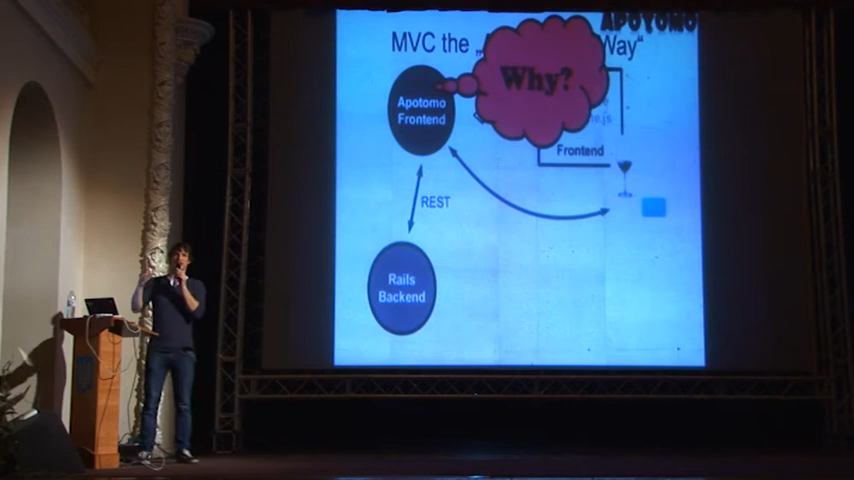 APOTOMO
MVC the „
Way“
Why?
Apotomo
Frontend
Frontend
REST
Rails
Backend